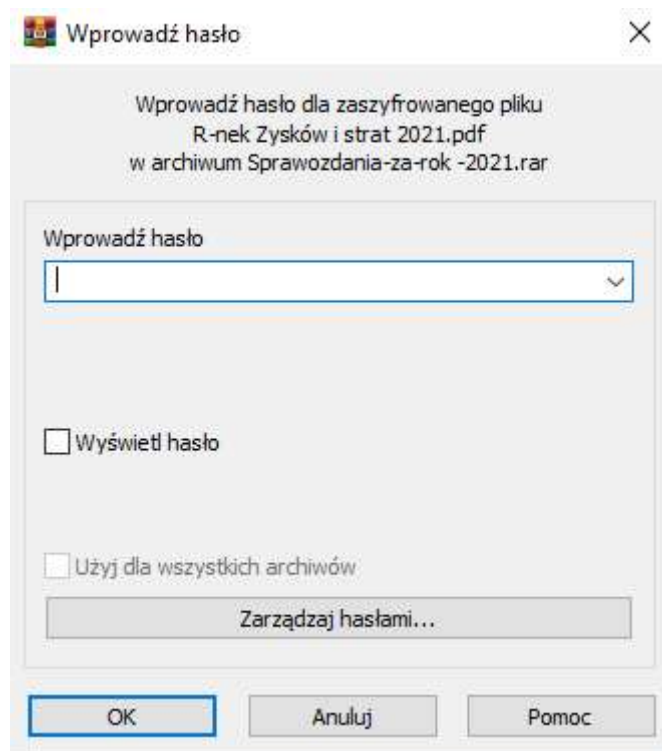 Wprowadź hasło
Wprowadź hasło dla zaszyfrowanego pliku
R-nek Zysków i strat 2021.pdf
w archiwum Sprawozdania-za-rok -2021.rar
Wprowadź hasło
Wyświetl hasło
Użyj dla wszystkich archiwów
Zarządzaj hasłami...
OK
Anuluj
Pomoc